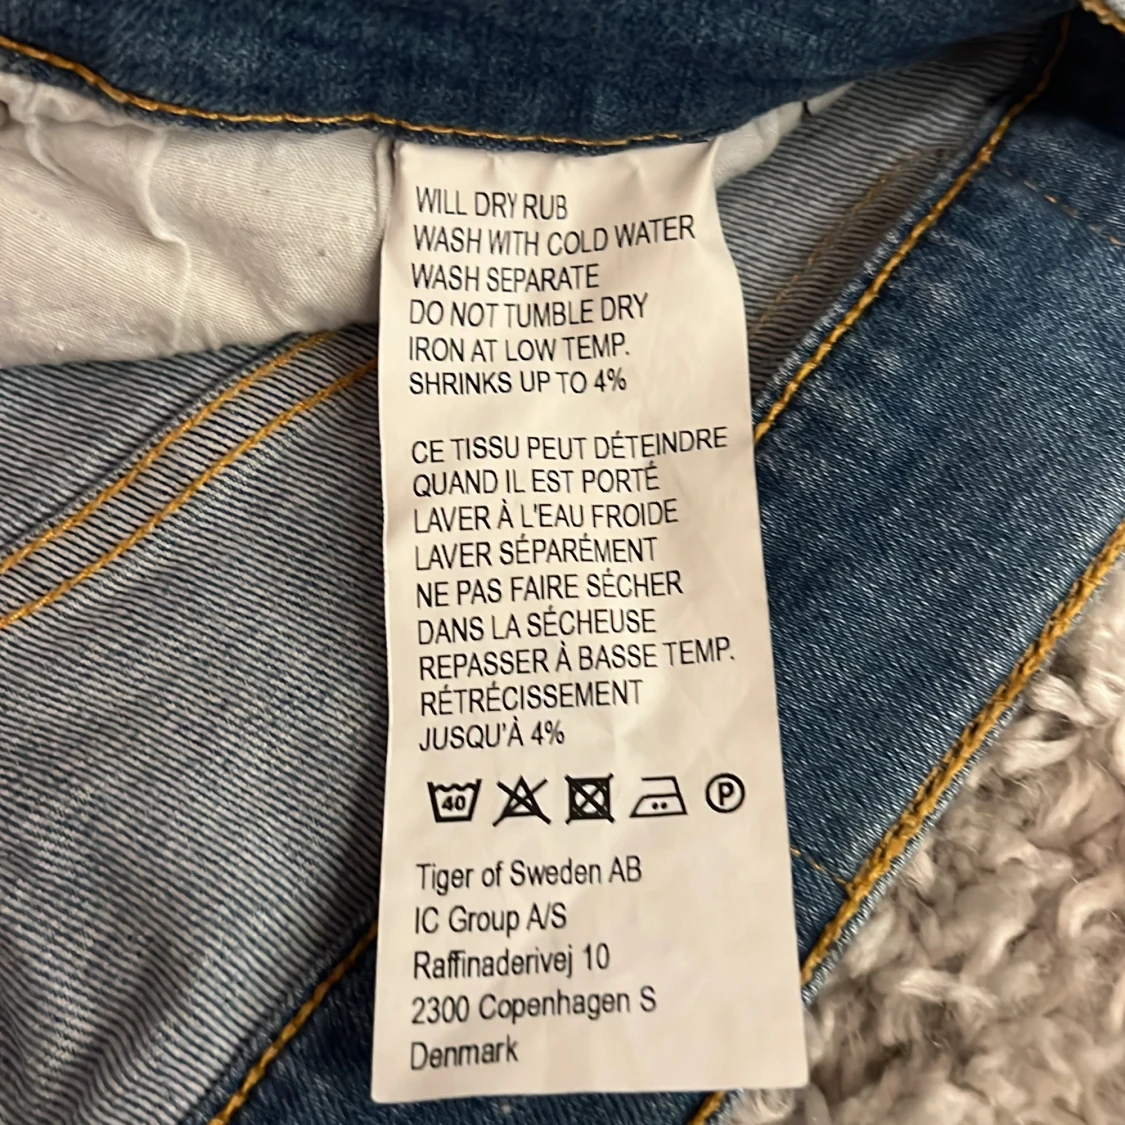 WILL DRY RUB
WASH WITH COLD WATER
WASH SEPARATE
DO NOT TUMBLE DRY
IRON AT LOW TEMP.
SHRINKS UP TO 4%
CE TISSU PEUT DÉTEINDRE
QUAND IL EST PORTÉ
LAVER À L'EAU FROIDE
LAVER SÉPARÉMENT
NE PAS FAIRE SÉCHER
DANS LA SÉCHEUSE
REPASSER À BASSE TEMP.
RÉTRÉCISSEMENT
JUSQU'À 4%
40 P
Tiger of Sweden AB
IC Group A/S
Raffinaderivej 10
2300 Copenhagen S
Denmark